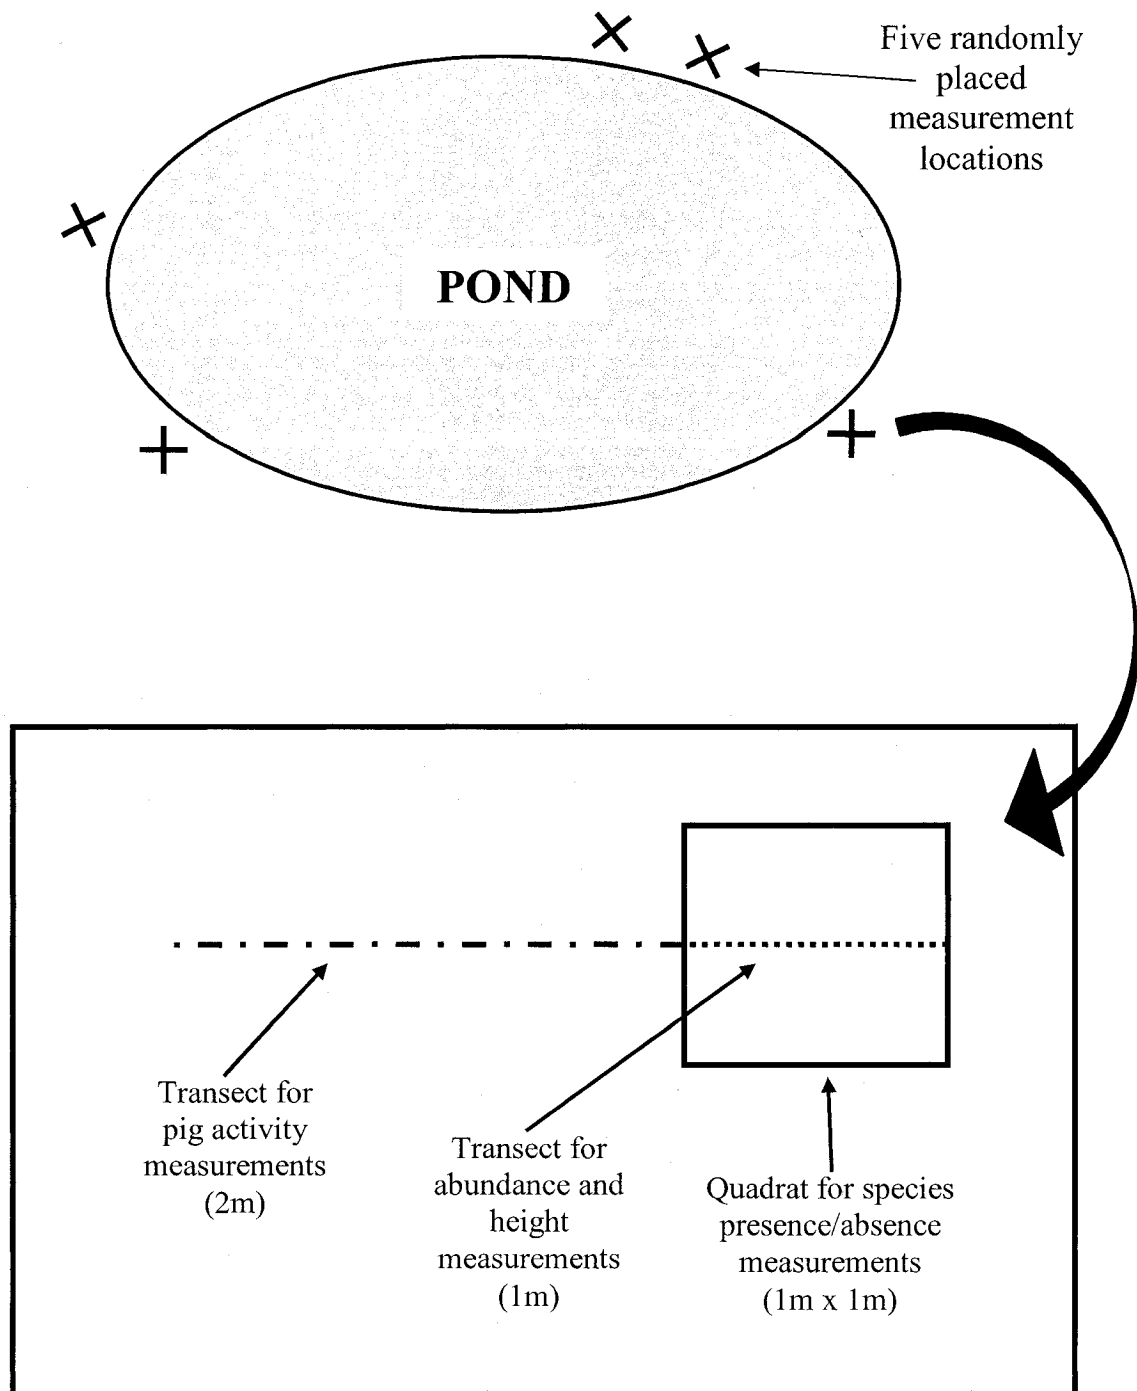 Five randomly
placed
measurement
locations
POND
Transect for
pig activity
measurements
(2m)
Transect for
abundance and
height
measurements
(1m)
Quadrat for species
presence/absence
measurements
(1m x 1m)